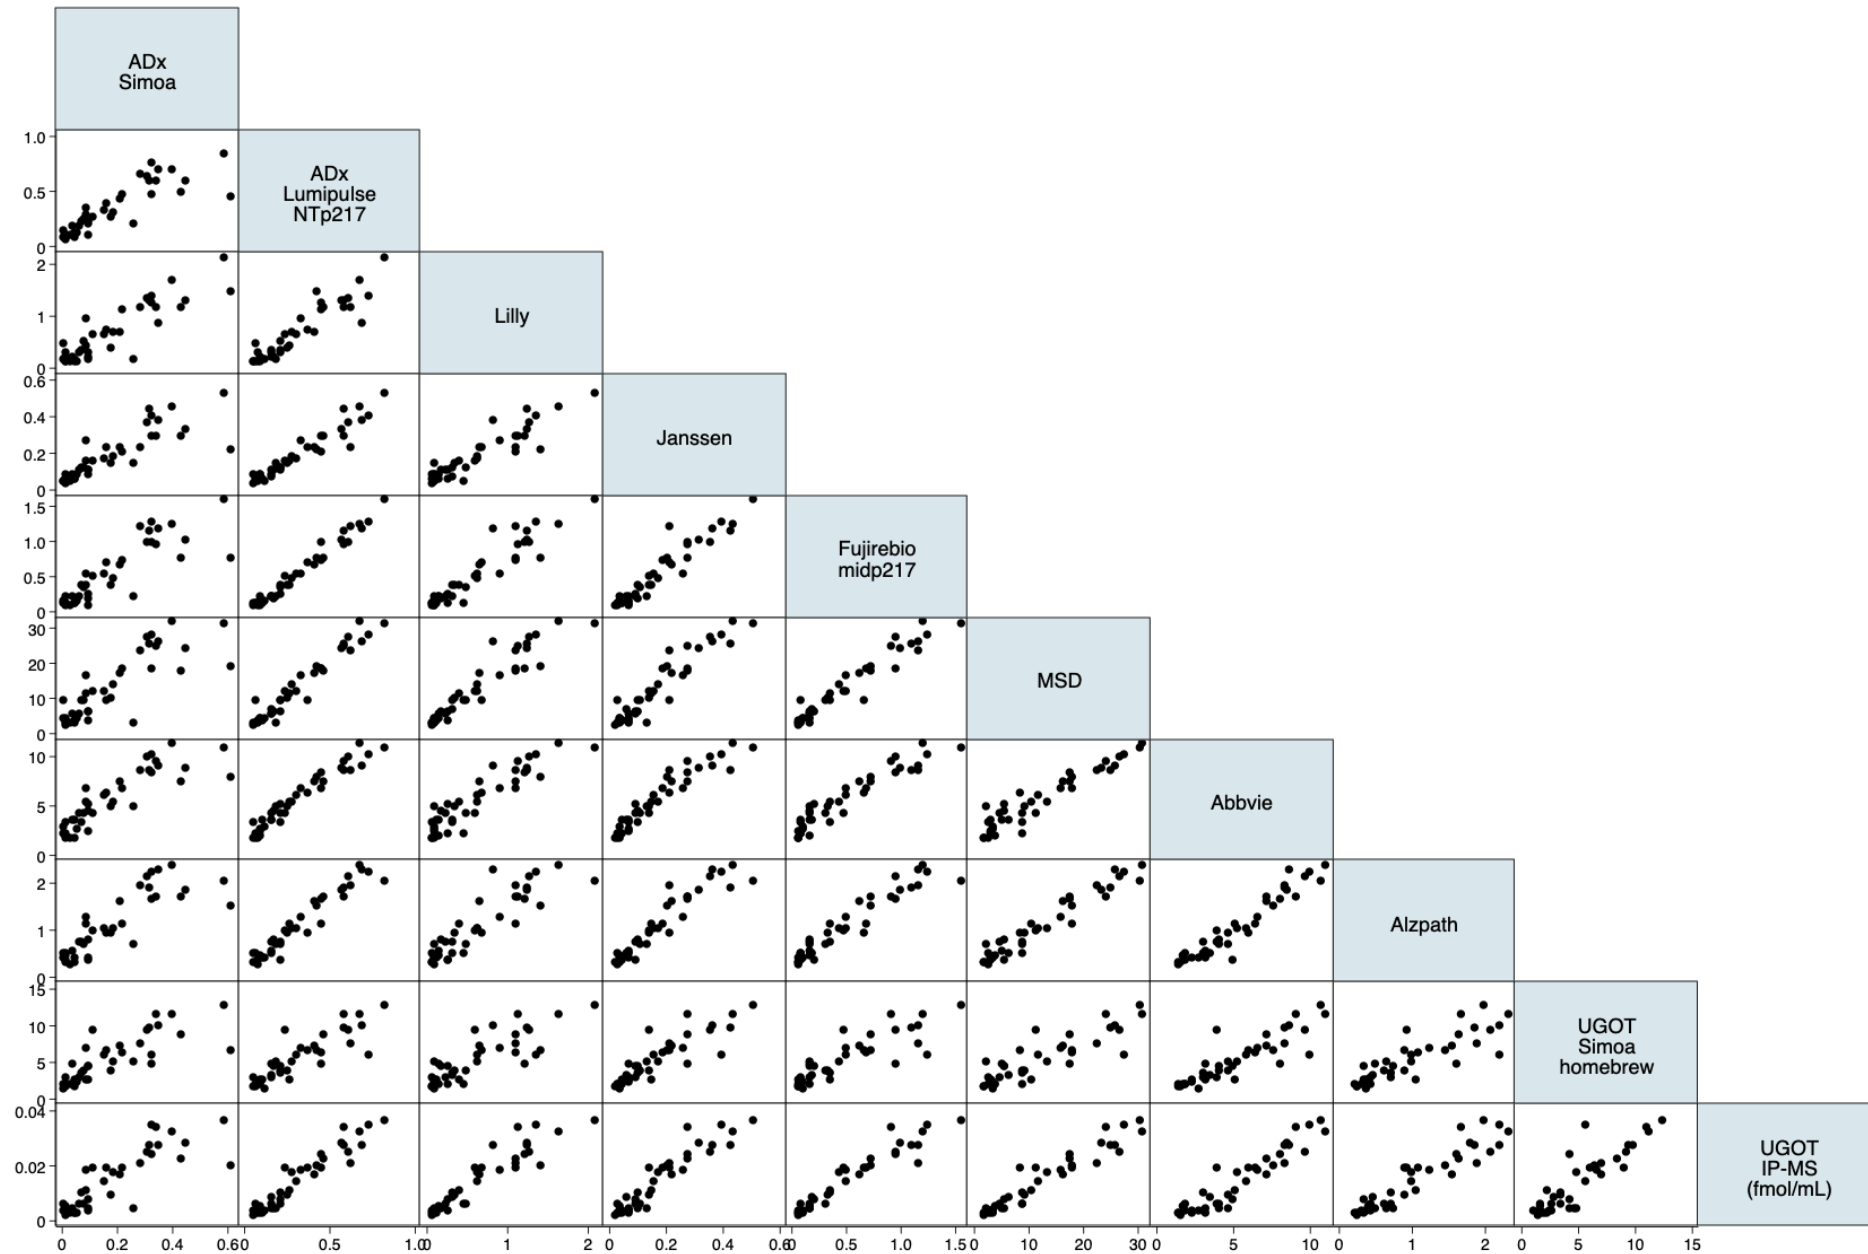 ADx
Simoa
1.0
0.5
0
ADx
Lumipulse
NTp217
2
1
0
Lilly
0.6
0.4
0.2
0
Janssen
1.5
1.0
0.5
0
Fujirebio
midp217
30
20
10
0
MSD
10
5
0
Abbvie
2
1
0
Alzpath
15
10
5
0
UGOT
Simoa
homebrew
0.04
0.02
0
UGOT
IP-MS
(fmol/mL)
0 0.2 0.4 0.6 0 0.5 1.0 0 1 2 0 0.2 0.4 0.6 0 0.5 1.0 1.5 0 10 20 30 0 5 10 0 1 2 0 5 10 15